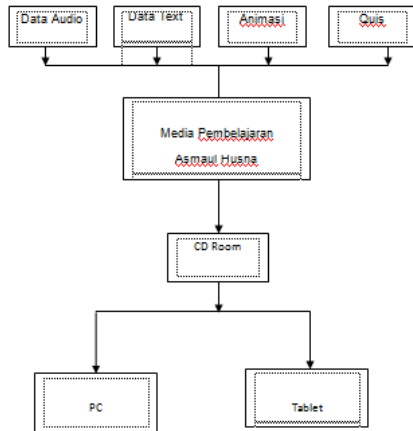 Data Audio
Data Text
Animasi
Quis
Media Pembelajaran
Asmaul Husna
CD Room
PC
Tablet